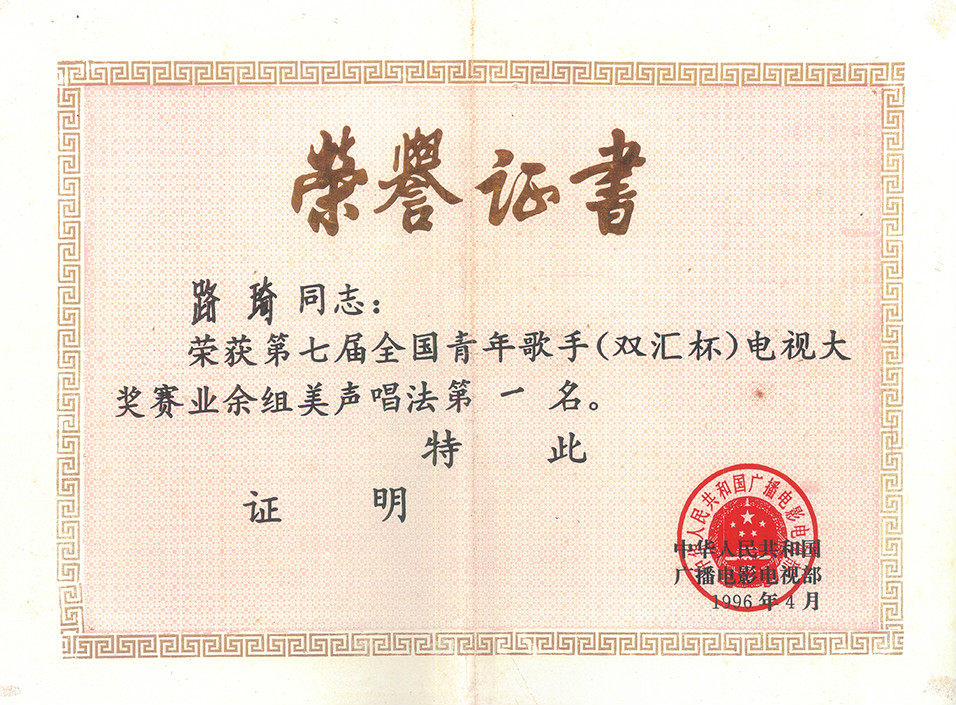 荣譽证書
路琦同志：
荣获第七届全国青年歌手（双汇杯）电视大
奖赛业余组美声唱法第 一 名。
特 此
证 明
中华人民共和国广播电影电视部
中华人民共和国
广播电影电视部
1996年4月